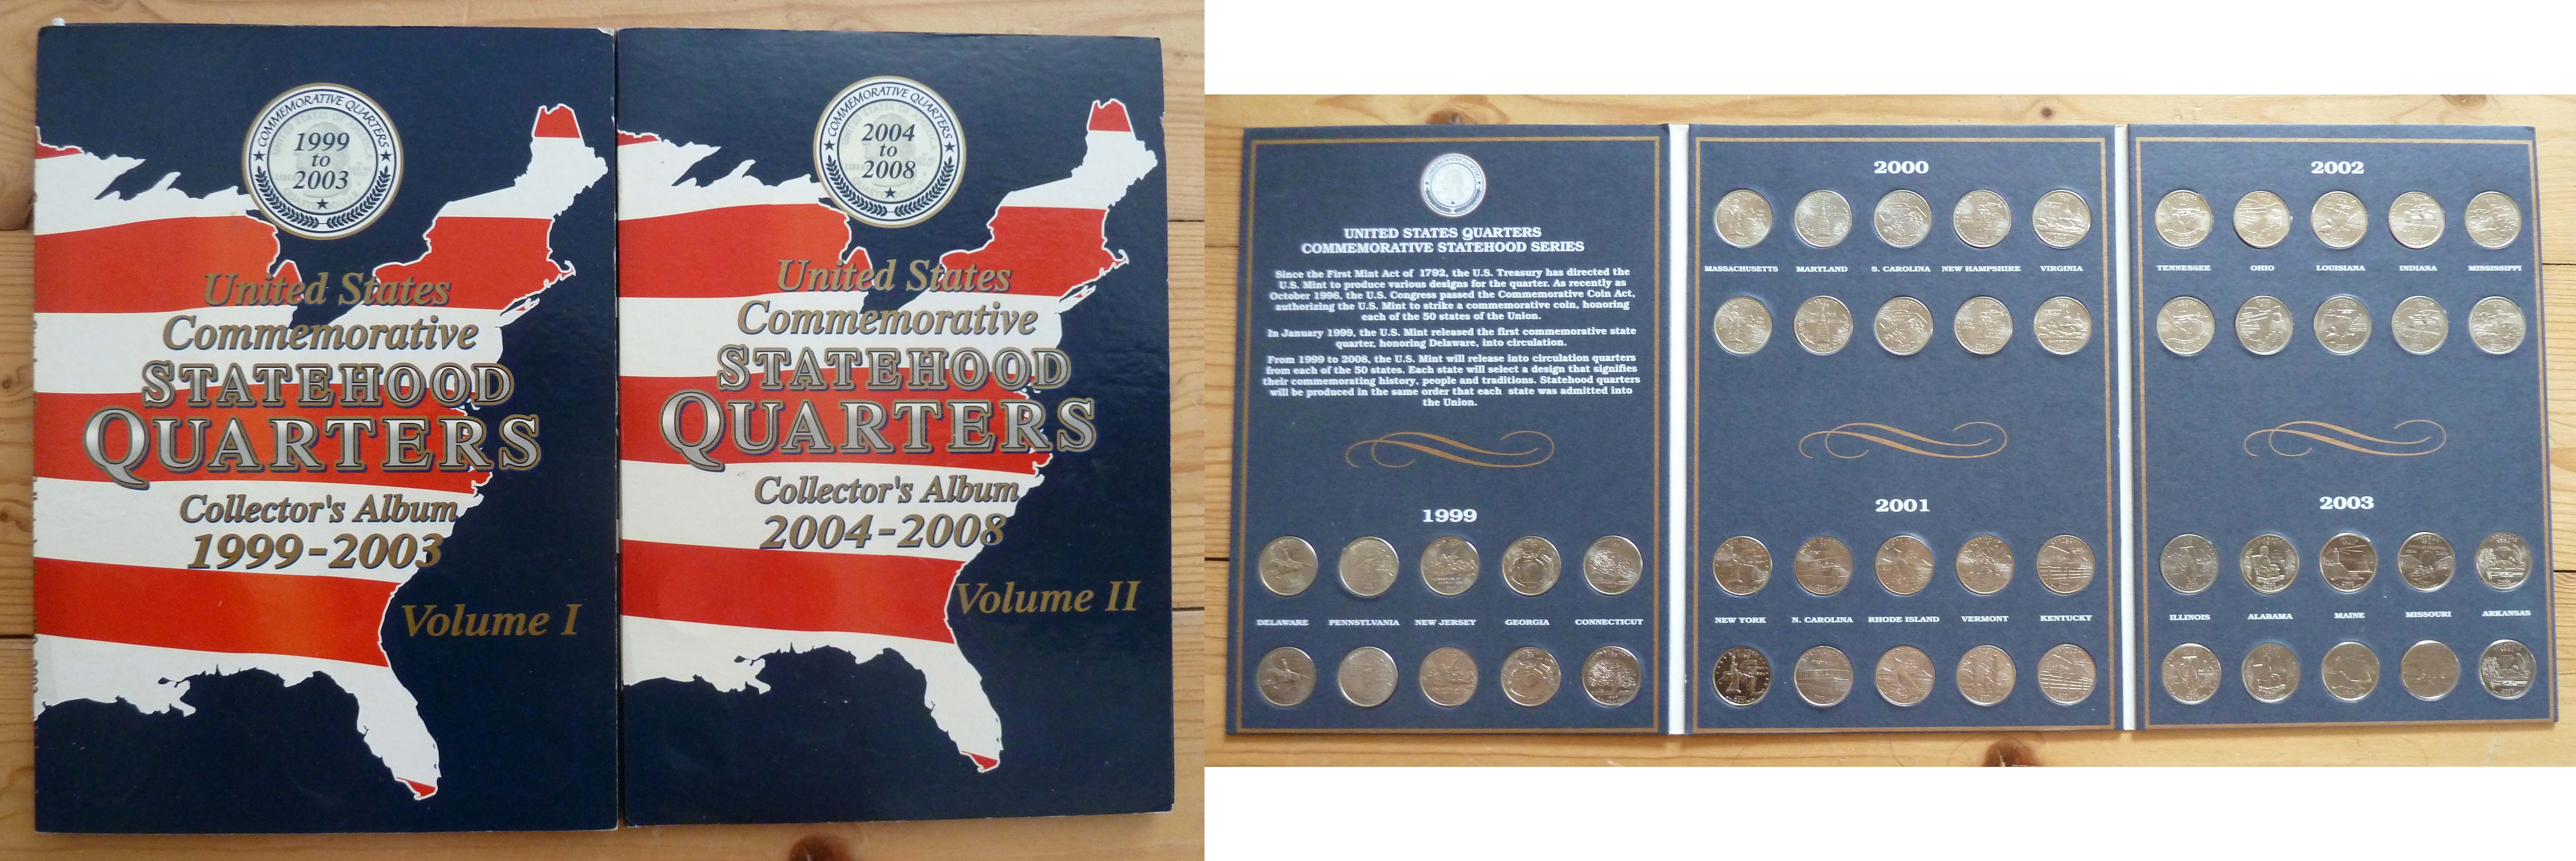 COMMEMORATIVE QUARTERS
1999
to
2003
United States
Commemorative
STATEHOOD
QUARTERS
Collector's Album
1999-2003
Volume I
COMMEMORATIVE QUARTERS
2004
to
2008
United States
Commemorative
STATEHOOD
QUARTERS
Collector's Album
2004-2008
Volume II
UNITED STATES QUARTERS
COMMEMORATIVE STATEHOOD SERIES
Since the First Mint Act of 1792, the U.S. Treasury has directed the
U.S. Mint to produce various designs for the quarter. As recently as
October 1996, the U.S. Congress passed the Commemorative Coin Act,
authorizing the U.S. Mint to strike a commemorative coin, honoring
each of the 50 states of the Union.
In January 1999, the U.S. Mint released the first commemorative state
quarter, honoring Delaware, into circulation.
From 1999 to 2008, the U.S. Mint will release into circulation quarters
from each of the 50 states. Each state will select a design that signifies
their commemorating history, people and traditions. Statehood quarters
will be produced in the same order that each state was admitted into
the Union.
1999
DELAWARE PENNSYLVANIA NEW JERSEY GEORGIA CONNECTICUT
2000
MASSACHUSETTS MARYLAND S. CAROLINA NEW HAMPSHIRE VIRGINIA
2001
NEW YORK N. CAROLINA RHODE ISLAND VERMONT KENTUCKY
2002
TENNESSEE OHIO LOUISIANA INDIANA MISSISSIPPI
2003
ILLINOIS ALABAMA MAINE MISSOURI ARKANSAS